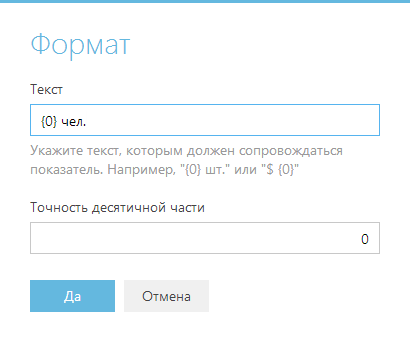 Формат
Текст
{0} чел.
Укажите текст, которым должен сопровождаться
показатель. Например, "{0} шт." или "$ {0}"
Точность десятичной части
0
Да
Отмена